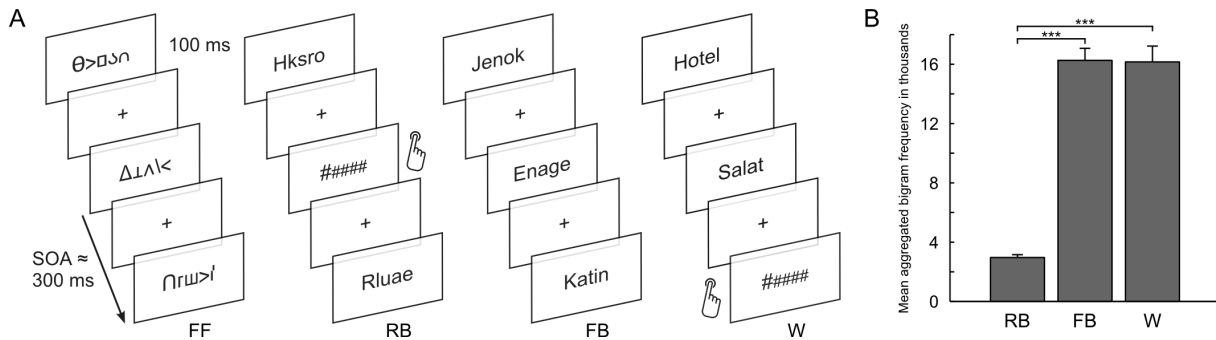 A
θ>◻
100 ms
Hksro
Jenok
Hotel
+
+
+
+
Δ⊥∧\<
#####
Enage
Salat
+
+
+
+
SOA ≈
300 ms
Rluae
Katin
#####
FF
RB
FB
W
B
Mean aggregated bigram frequency in thousands
***
***
16
12
8
4
0
RB
FB
W